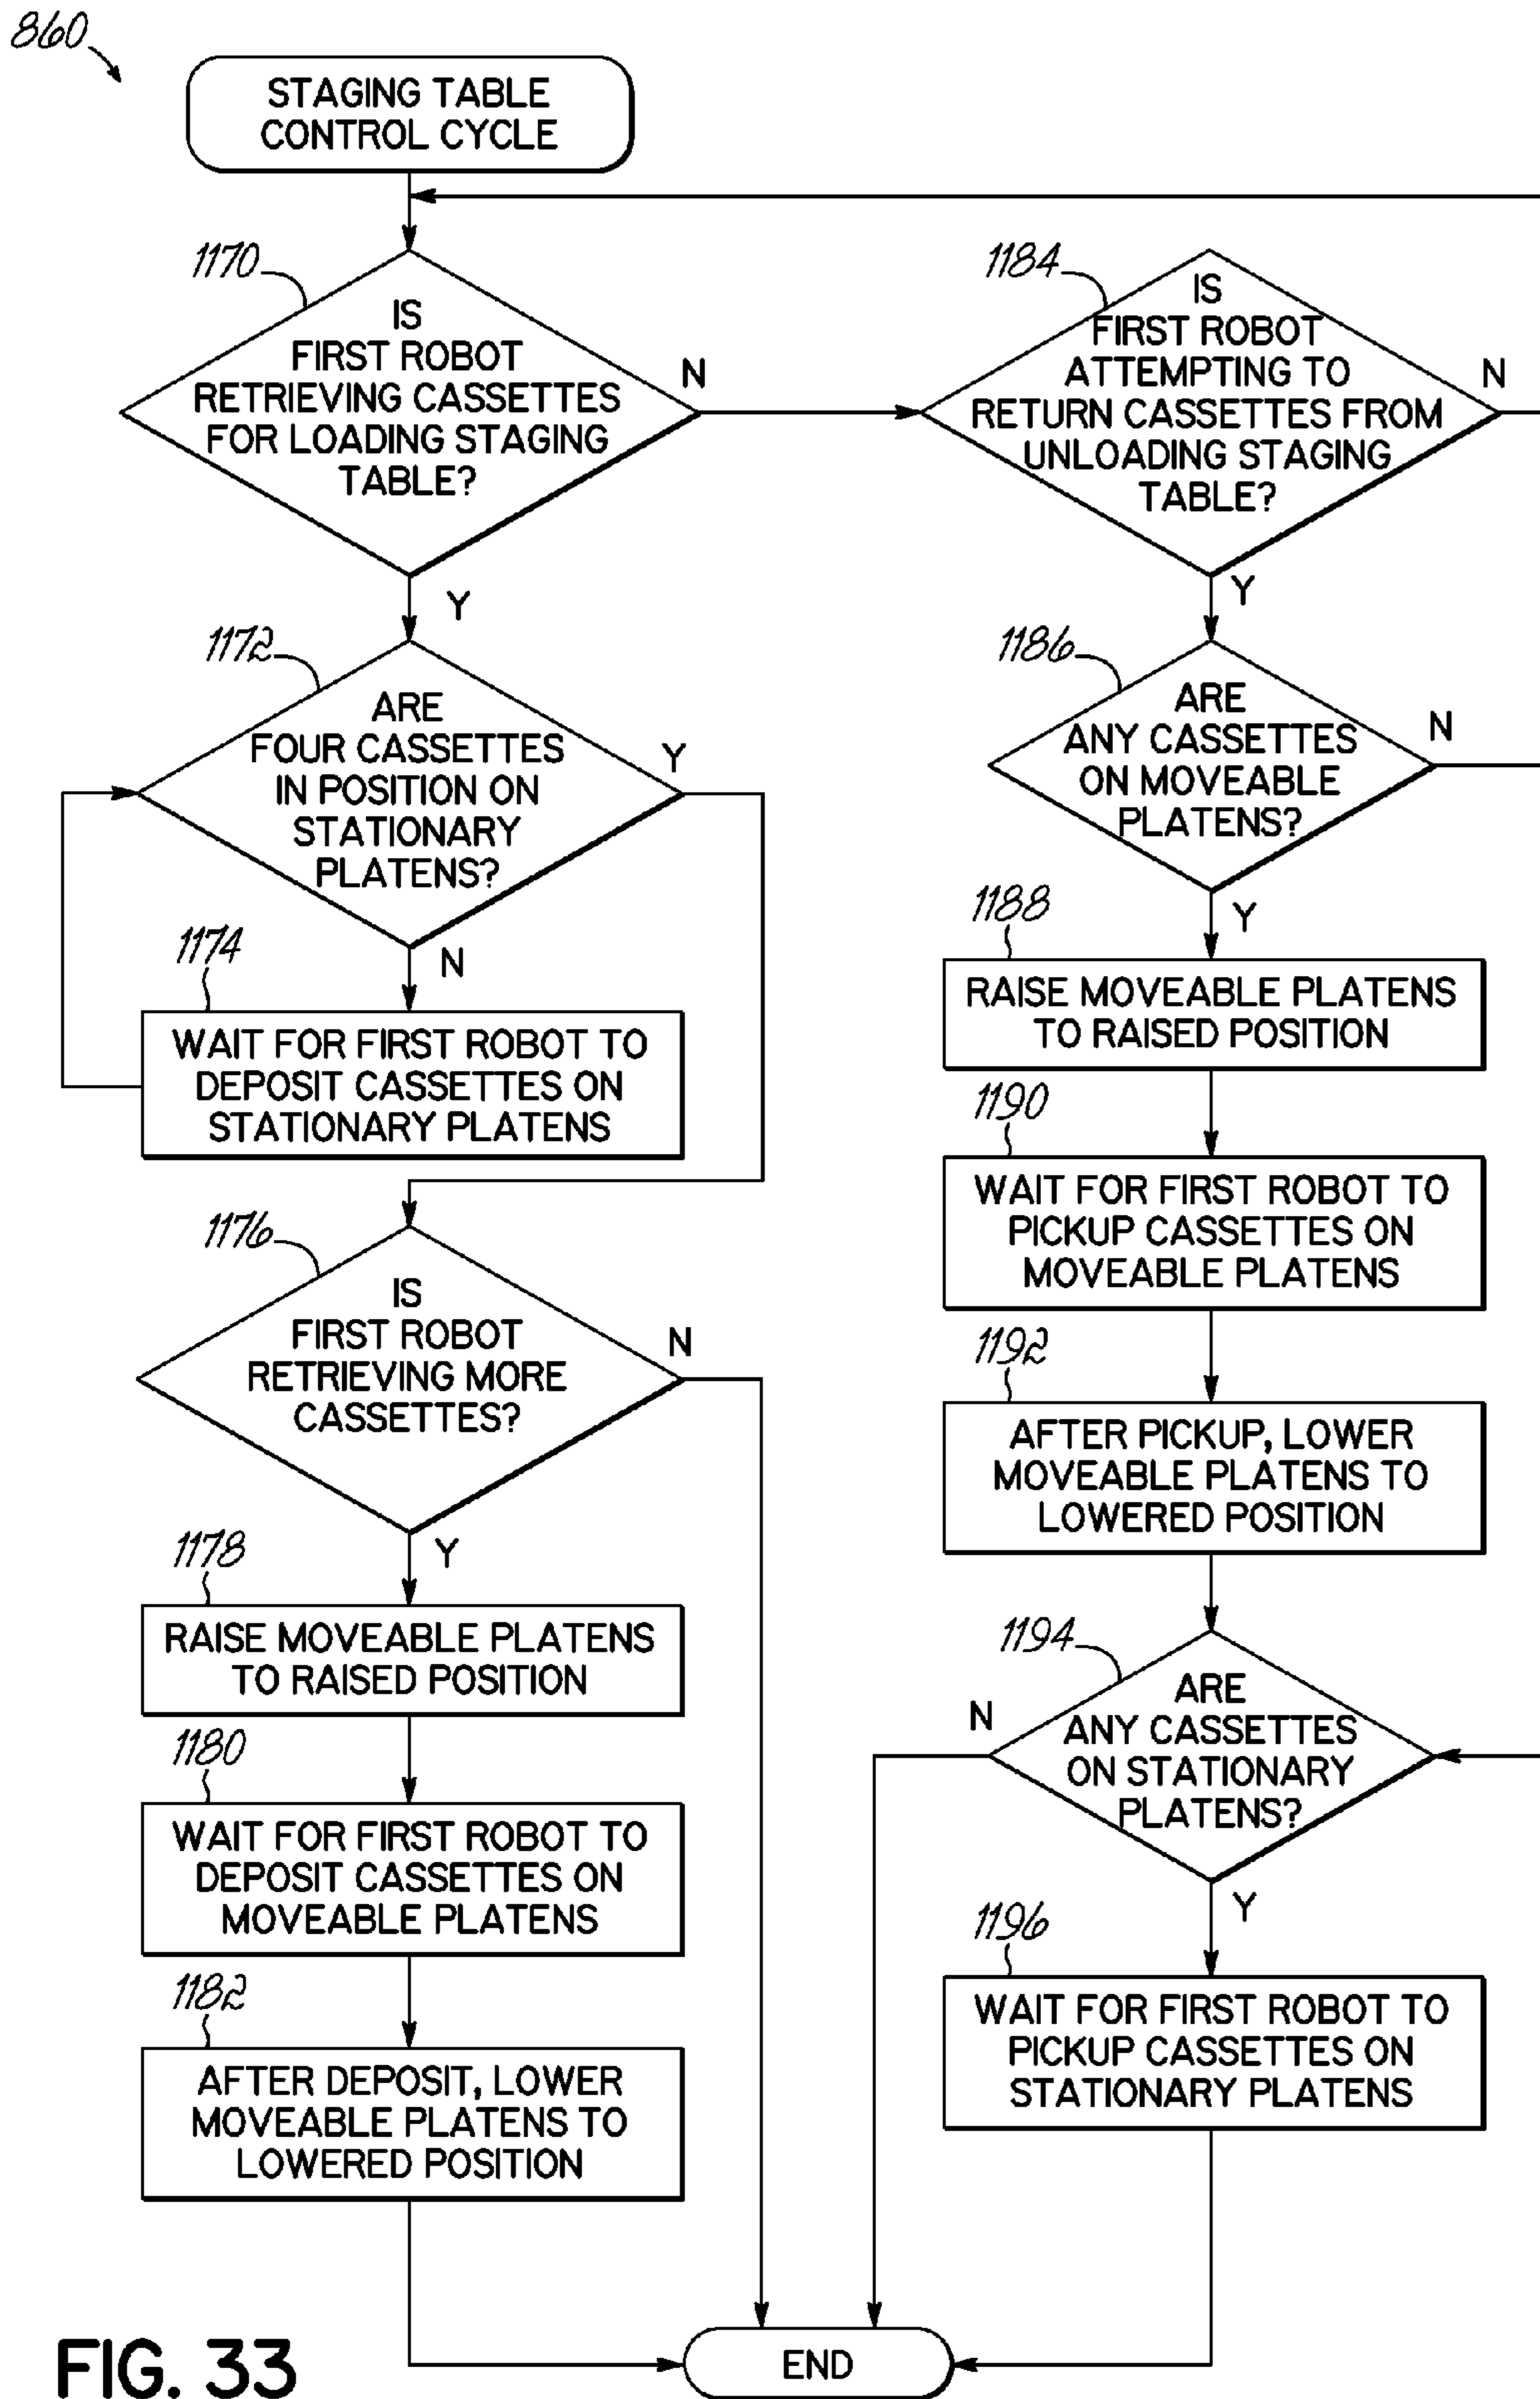 860
STAGING TABLE
CONTROL CYCLE
1170
IS
FIRST ROBOT
RETRIEVING CASSETTES
FOR LOADING STAGING
TABLE?
N
Y
1172
ARE
FOUR CASSETTES
IN POSITION ON
STATIONARY
PLATENS?
Y
N
1174
WAIT FOR FIRST ROBOT TO
DEPOSIT CASSETTES ON
STATIONARY PLATENS
1176
IS
FIRST ROBOT
RETRIEVING MORE
CASSETTES?
N
Y
1178
RAISE MOVEABLE PLATENS
TO RAISED POSITION
1180
WAIT FOR FIRST ROBOT TO
DEPOSIT CASSETTES ON
MOVEABLE PLATENS
1182
AFTER DEPOSIT, LOWER
MOVEABLE PLATENS TO
LOWERED POSITION
1184
IS
FIRST ROBOT
ATTEMPTING TO
RETURN CASSETTES FROM
UNLOADING STAGING
TABLE?
N
Y
1186
ARE
ANY CASSETTES
ON MOVEABLE
PLATENS?
N
Y
1188
RAISE MOVEABLE PLATENS
TO RAISED POSITION
1190
WAIT FOR FIRST ROBOT TO
PICKUP CASSETTES ON
MOVEABLE PLATENS
1192
AFTER PICKUP, LOWER
MOVEABLE PLATENS TO
LOWERED POSITION
1194
ARE
ANY CASSETTES
ON STATIONARY
PLATENS?
N
Y
1196
WAIT FOR FIRST ROBOT TO
PICKUP CASSETTES ON
STATIONARY PLATENS
END
FIG. 33